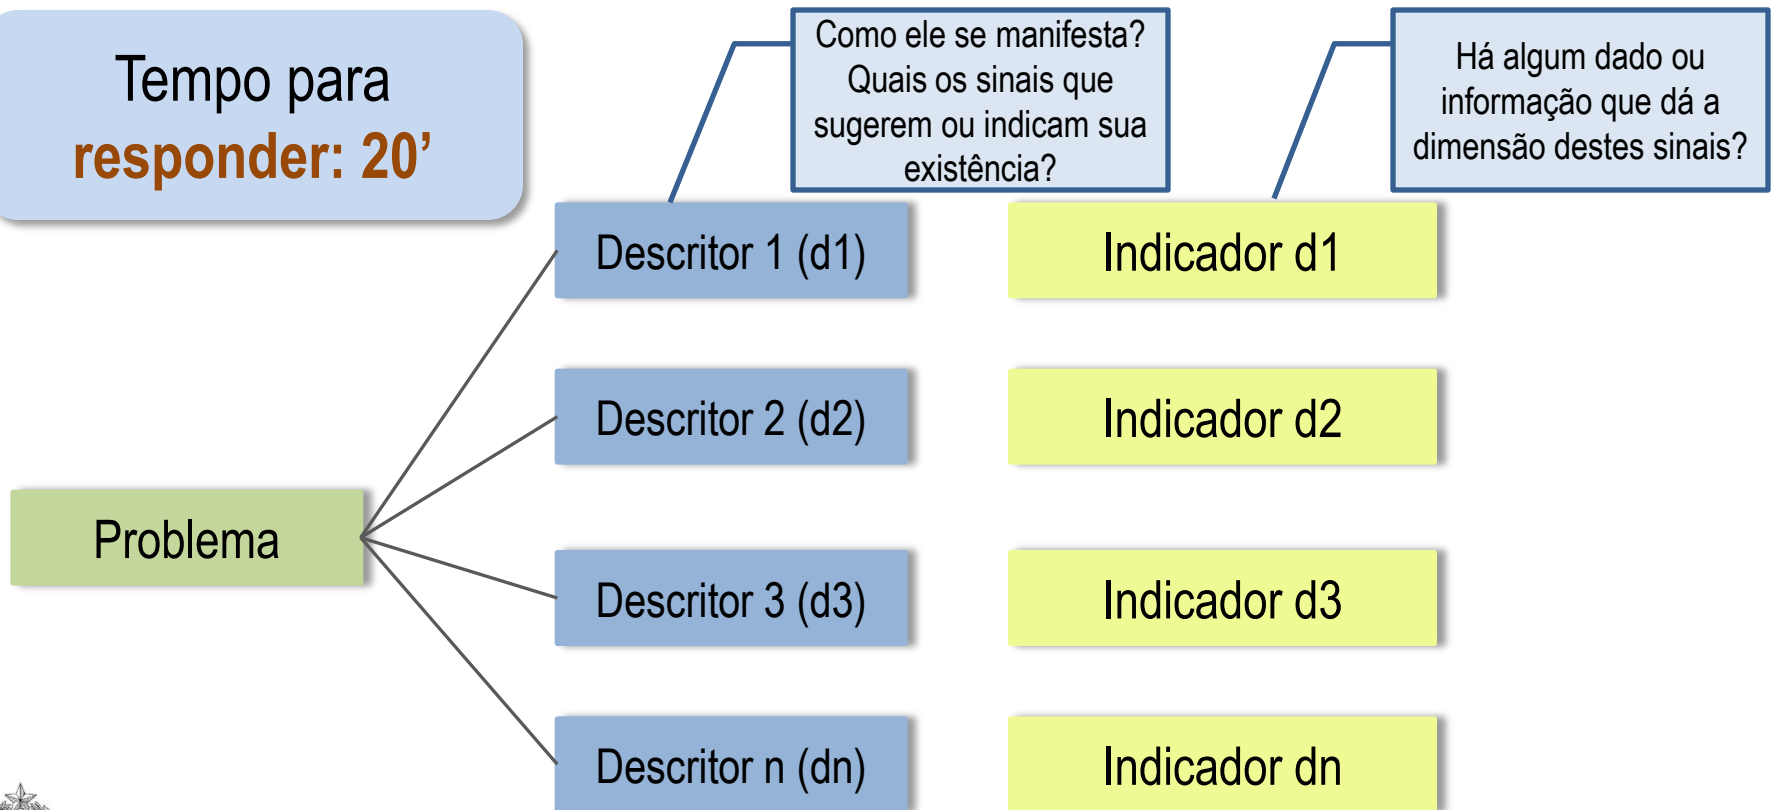 Tempo para
responder: 20’
Como ele se manifesta?
Quais os sinais que
sugerem ou indicam sua
existência?
Há algum dado ou
informação que dá a
dimensão destes sinais?
Descritor 1 (d1)
Indicador d1
Descritor 2 (d2)
Indicador d2
Problema
Descritor 3 (d3)
Indicador d3
Descritor n (dn)
Indicador dn